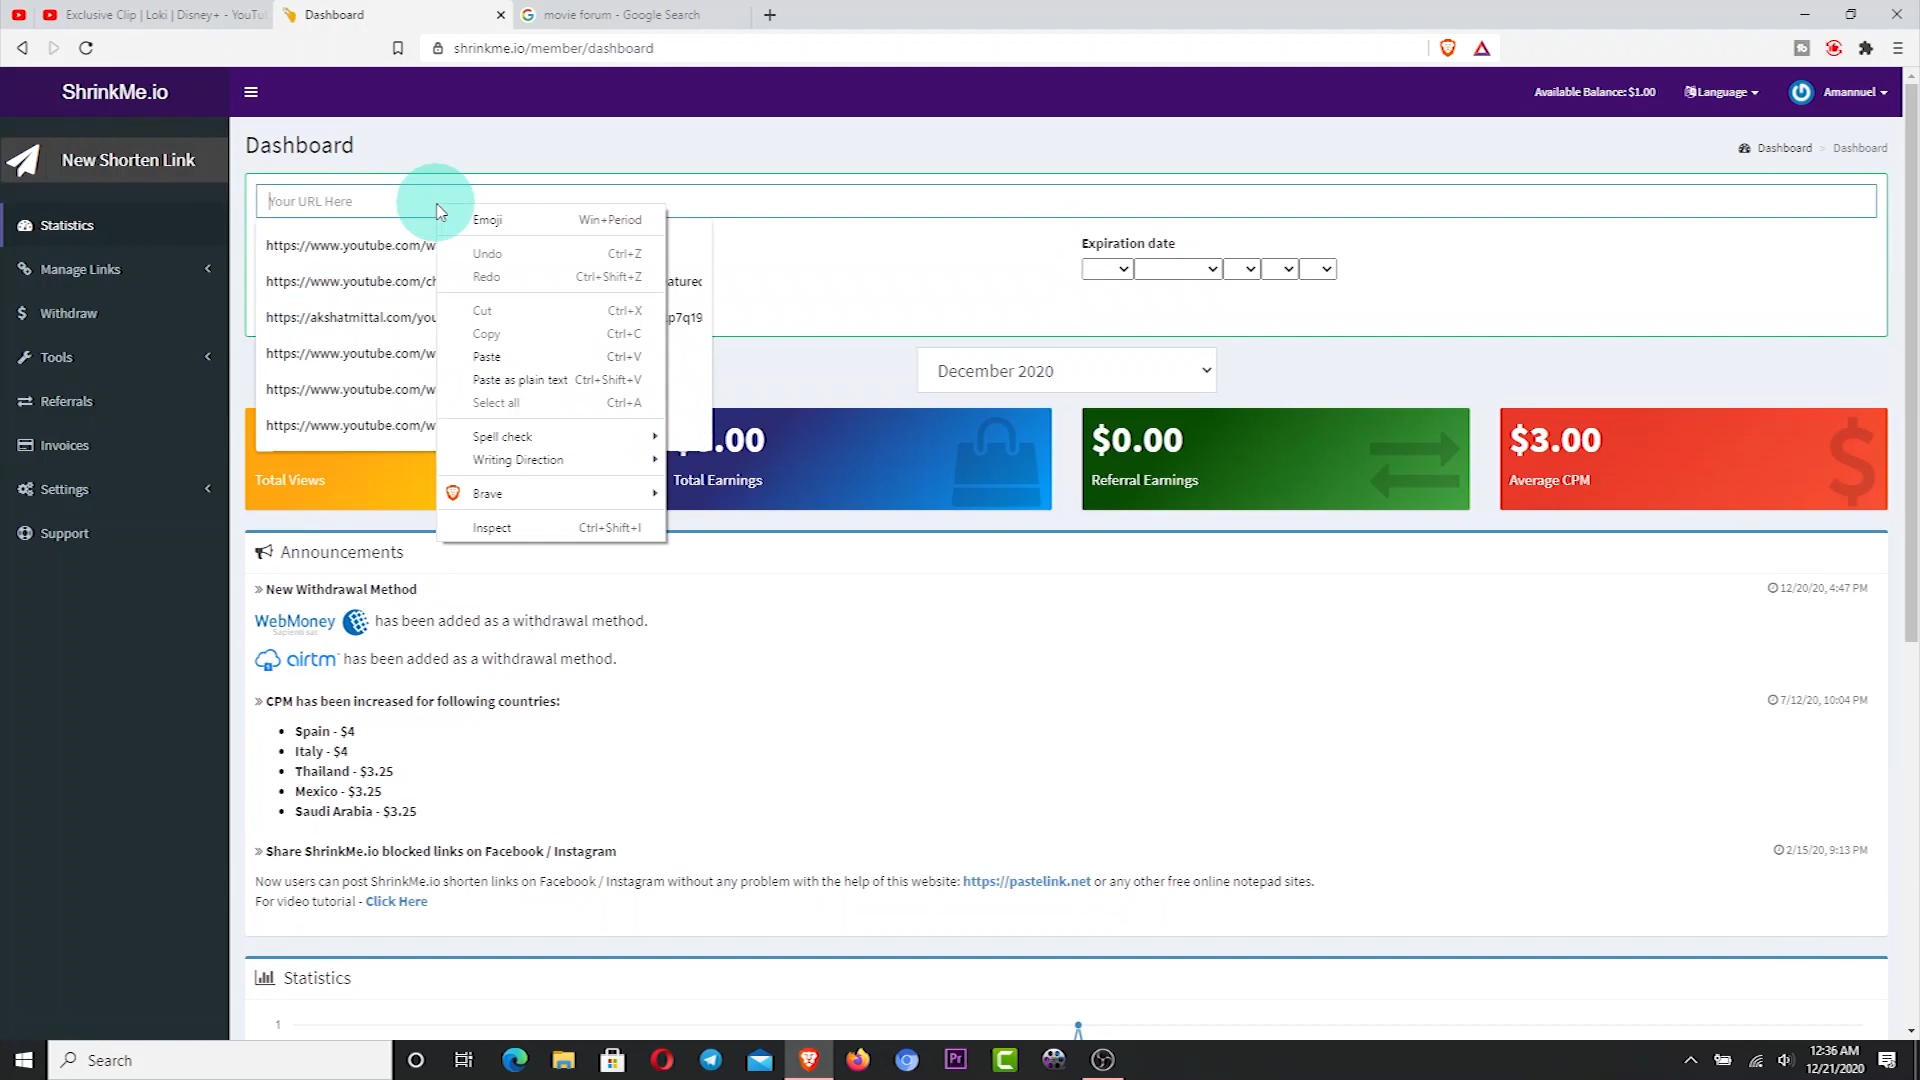 Exclusive Clip | Loki | Disney+ - YouTu
Dashboard
movie forum - Google Search
shrinkme.io/member/dashboard
ShrinkMe.io
Available Balance: $1.00
Language
Amannuel
New Shorten Link
Statistics
Manage Links
Withdraw
Tools
Referrals
Invoices
Settings
Support
Dashboard
Dashboard > Dashboard
Your URL Here
https://www.youtube.com/w
https://www.youtube.com/ch
atured
https://akshatmittal.com/you
p7q19
https://www.youtube.com/w
https://www.youtube.com/w
https://www.youtube.com/w
Emoji Win+Period
Undo Ctrl+Z
Redo Ctrl+Shift+Z
Cut Ctrl+X
Copy Ctrl+C
Paste Ctrl+V
Paste as plain text Ctrl+Shift+V
Select all Ctrl+A
Spell check
Writing Direction
Brave
Inspect Ctrl+Shift+I
Expiration date
December 2020
Total Views
.00
Total Earnings
$0.00
Referral Earnings
$3.00
Average CPM
Announcements
» New Withdrawal Method
12/20/20, 4:47 PM
WebMoney has been added as a withdrawal method.
Sapienti sat
airtm has been added as a withdrawal method.
» CPM has been increased for following countries:
7/12/20, 10:04 PM
• Spain - $4
• Italy - $4
• Thailand - $3.25
• Mexico - $3.25
• Saudi Arabia - $3.25
» Share ShrinkMe.io blocked links on Facebook / Instagram
2/15/20, 9:13 PM
Now users can post ShrinkMe.io shorten links on Facebook / Instagram without any problem with the help of this website: https://pastelink.net or any other free online notepad sites.
For video tutorial - Click Here
Statistics
1
Search
Pr
12:36 AM
12/21/2020